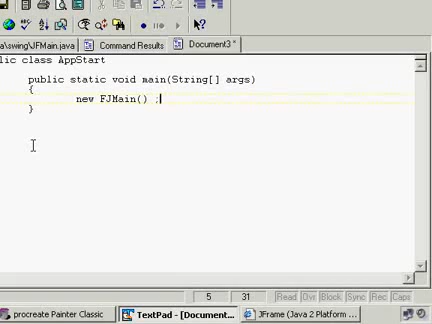 a\swing\JFMain.java Command Results Document3 *
lic class AppStart
public static void main(String[] args)
{
new FJMain() ;
}
5 31 Read Ovr Block Sync Rec Caps
procreate Painter Classic TextPad - [Document... JFrame (Java 2 Platform ...